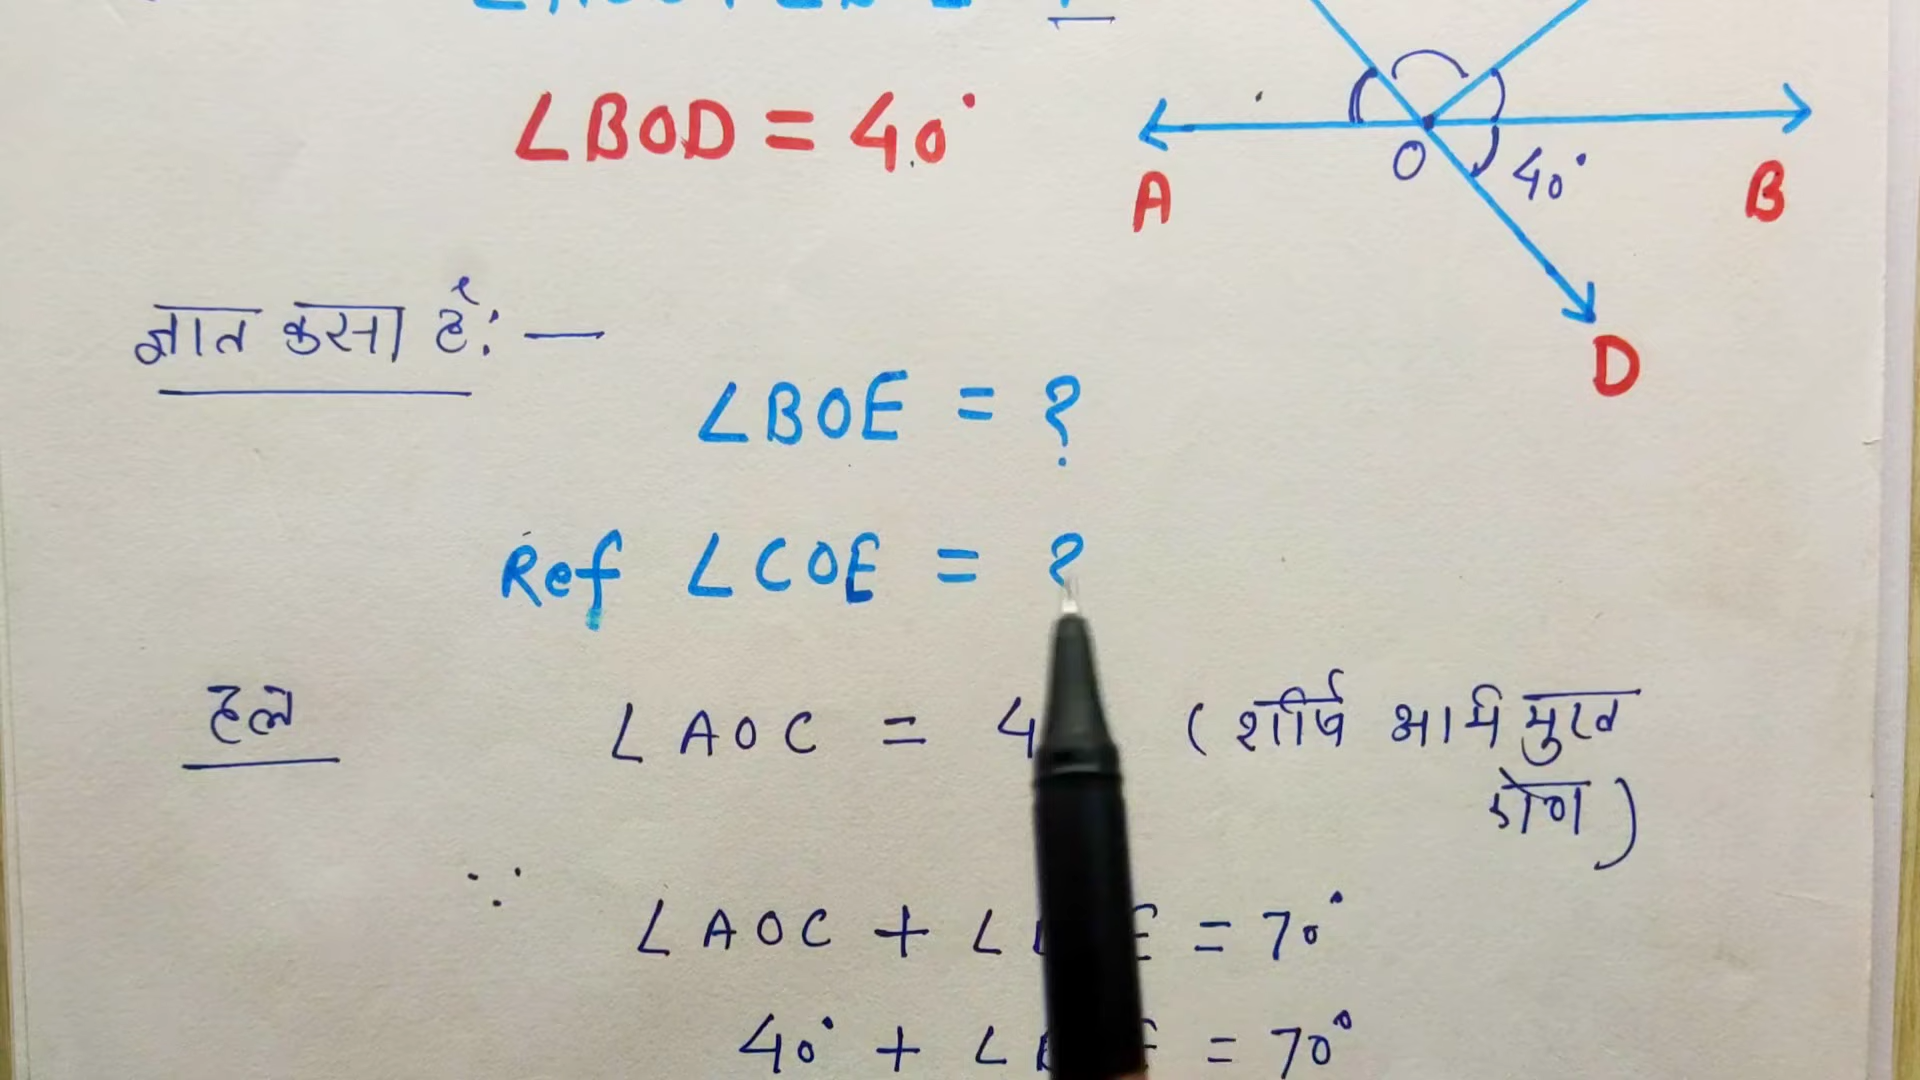 ∠BOD = 40°
O
40°
A
B
D
ज्ञात करना है:—
∠BOE = ?
Ref ∠COE = ?
हल
∠AOC = 4
(शीर्ष
कोण)
∵
∠AOC + ∠ E = 70°
40° + ∠ = 70°